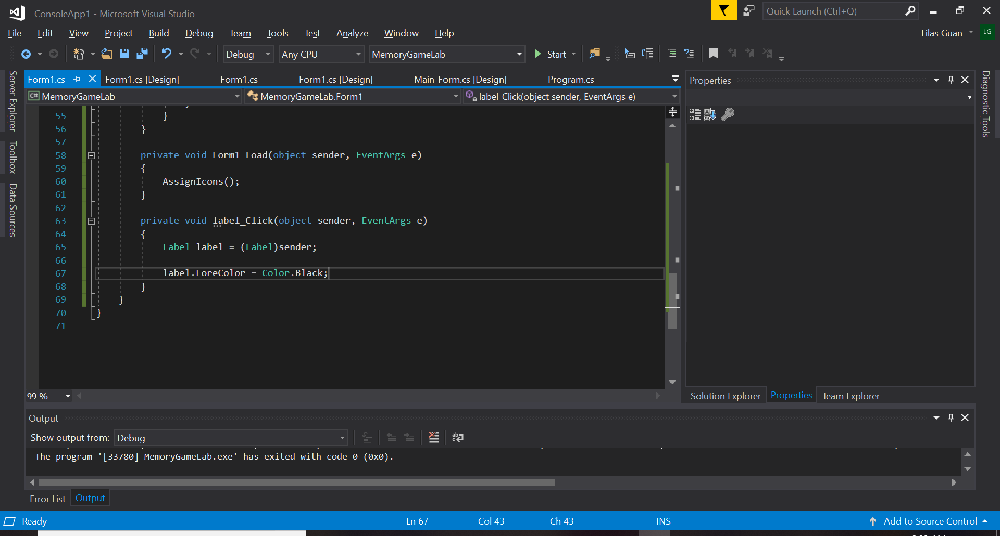 ConsoleApp1 - Microsoft Visual Studio
Quick Launch (Ctrl+Q)
File Edit View Project Build Debug Team Tools Test Analyze Window Help
Lilas Guan LG
Debug Any CPU MemoryGameLab Start
Server Explorer
Toolbox
Data Sources
Form1.cs Form1.cs [Design] Form1.cs Form1.cs [Design] Main_Form.cs [Design] Program.cs
C# MemoryGameLab MemoryGameLab.Form1 label_Click(object sender, EventArgs e)
55 }
56 }
57
58 private void Form1_Load(object sender, EventArgs e)
59 {
60 AssignIcons();
61 }
62
63 private void label_Click(object sender, EventArgs e)
64 {
65 Label label = (Label)sender;
66
67 label.ForeColor = Color.Black;
68 }
69 }
70 }
71
99 %
Properties
Diagnostic Tools
Solution Explorer Properties Team Explorer
Output
Show output from: Debug
The program '[33780] MemoryGameLab.exe' has exited with code 0 (0x0).
Error List Output
Ready Ln 67 Col 43 Ch 43 INS Add to Source Control